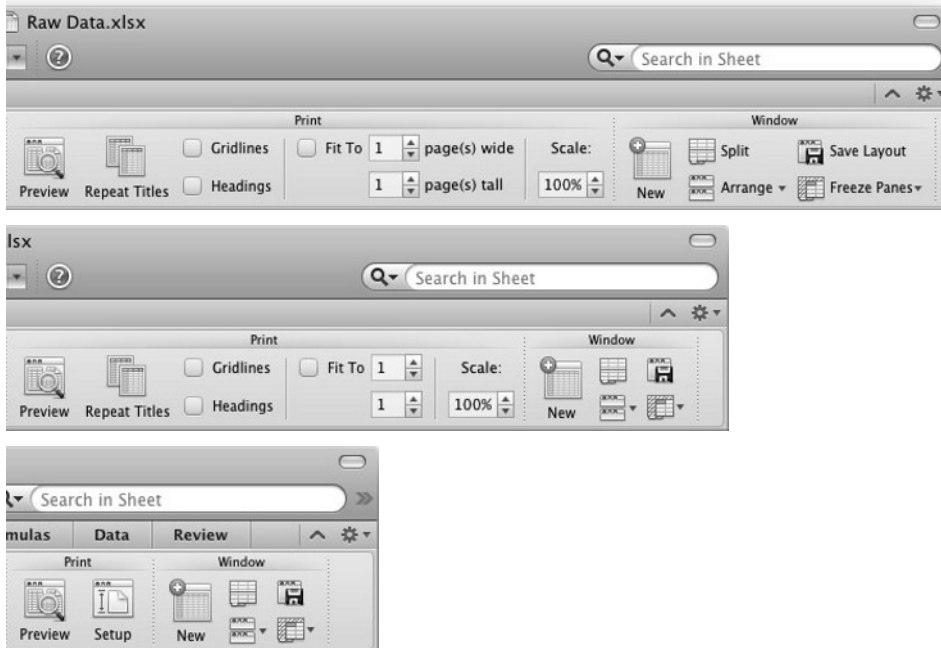 Raw Data.xlsx
Search in Sheet
Print Window
Gridlines Fit To 1 page(s) wide Scale: Split Save Layout
Preview Repeat Titles Headings 1 page(s) tall 100% New Arrange Freeze Panes
lsx
Search in Sheet
Print Window
Gridlines Fit To 1 Scale:
Preview Repeat Titles Headings 1 100% New
Search in Sheet
mulas Data Review
Print Window
Preview Setup New